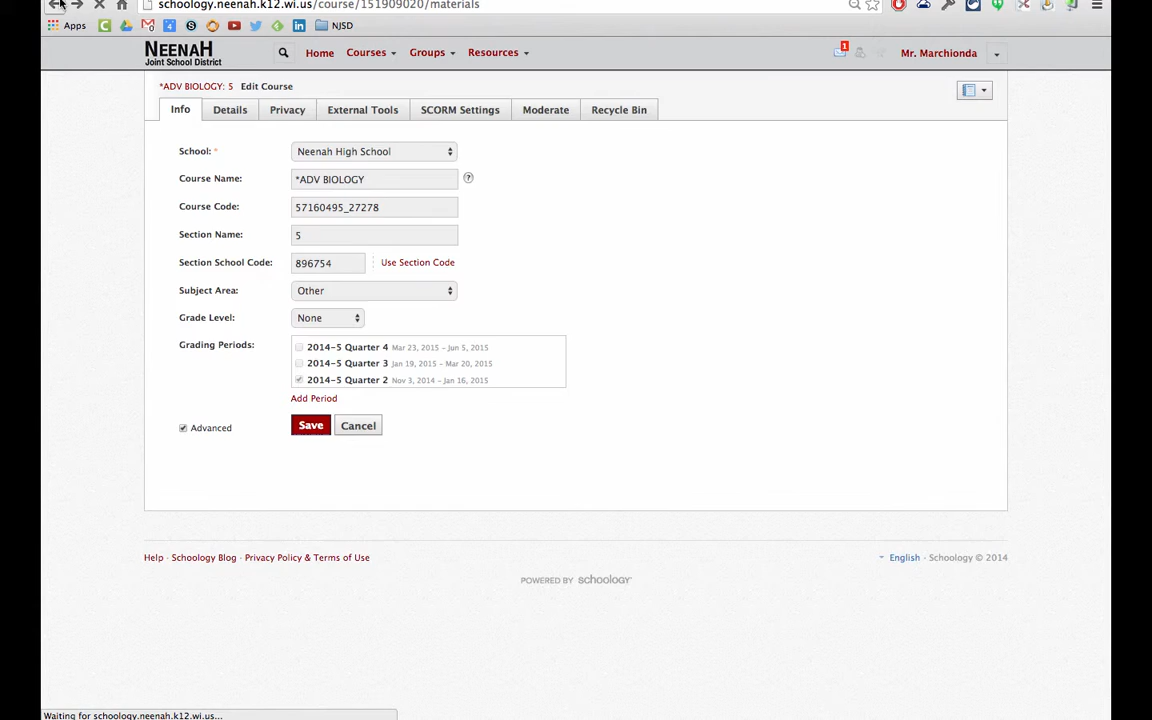 schoology.neenah.k12.wi.us/course/151909020/materials
Apps
4
NJSD
NEENAH
Joint School District
Home
Courses
Groups
Resources
1
Mr. Marchionda
*ADV BIOLOGY: 5 Edit Course
Info
Details
Privacy
External Tools
SCORM Settings
Moderate
Recycle Bin
School: *
Neenah High School
Course Name:
*ADV BIOLOGY
?
Course Code:
57160495_27278
Section Name:
5
Section School Code:
896754
Use Section Code
Subject Area:
Other
Grade Level:
None
Grading Periods:
2014-5 Quarter 4 Mar 23, 2015 - Jun 5, 2015
2014-5 Quarter 3 Jan 19, 2015 - Mar 20, 2015
2014-5 Quarter 2 Nov 3, 2014 - Jan 16, 2015
Add Period
Advanced
Save
Cancel
Help · Schoology Blog · Privacy Policy & Terms of Use
English · Schoology © 2014
POWERED BY schoology
Waiting for schoology.neenah.k12.wi.us...